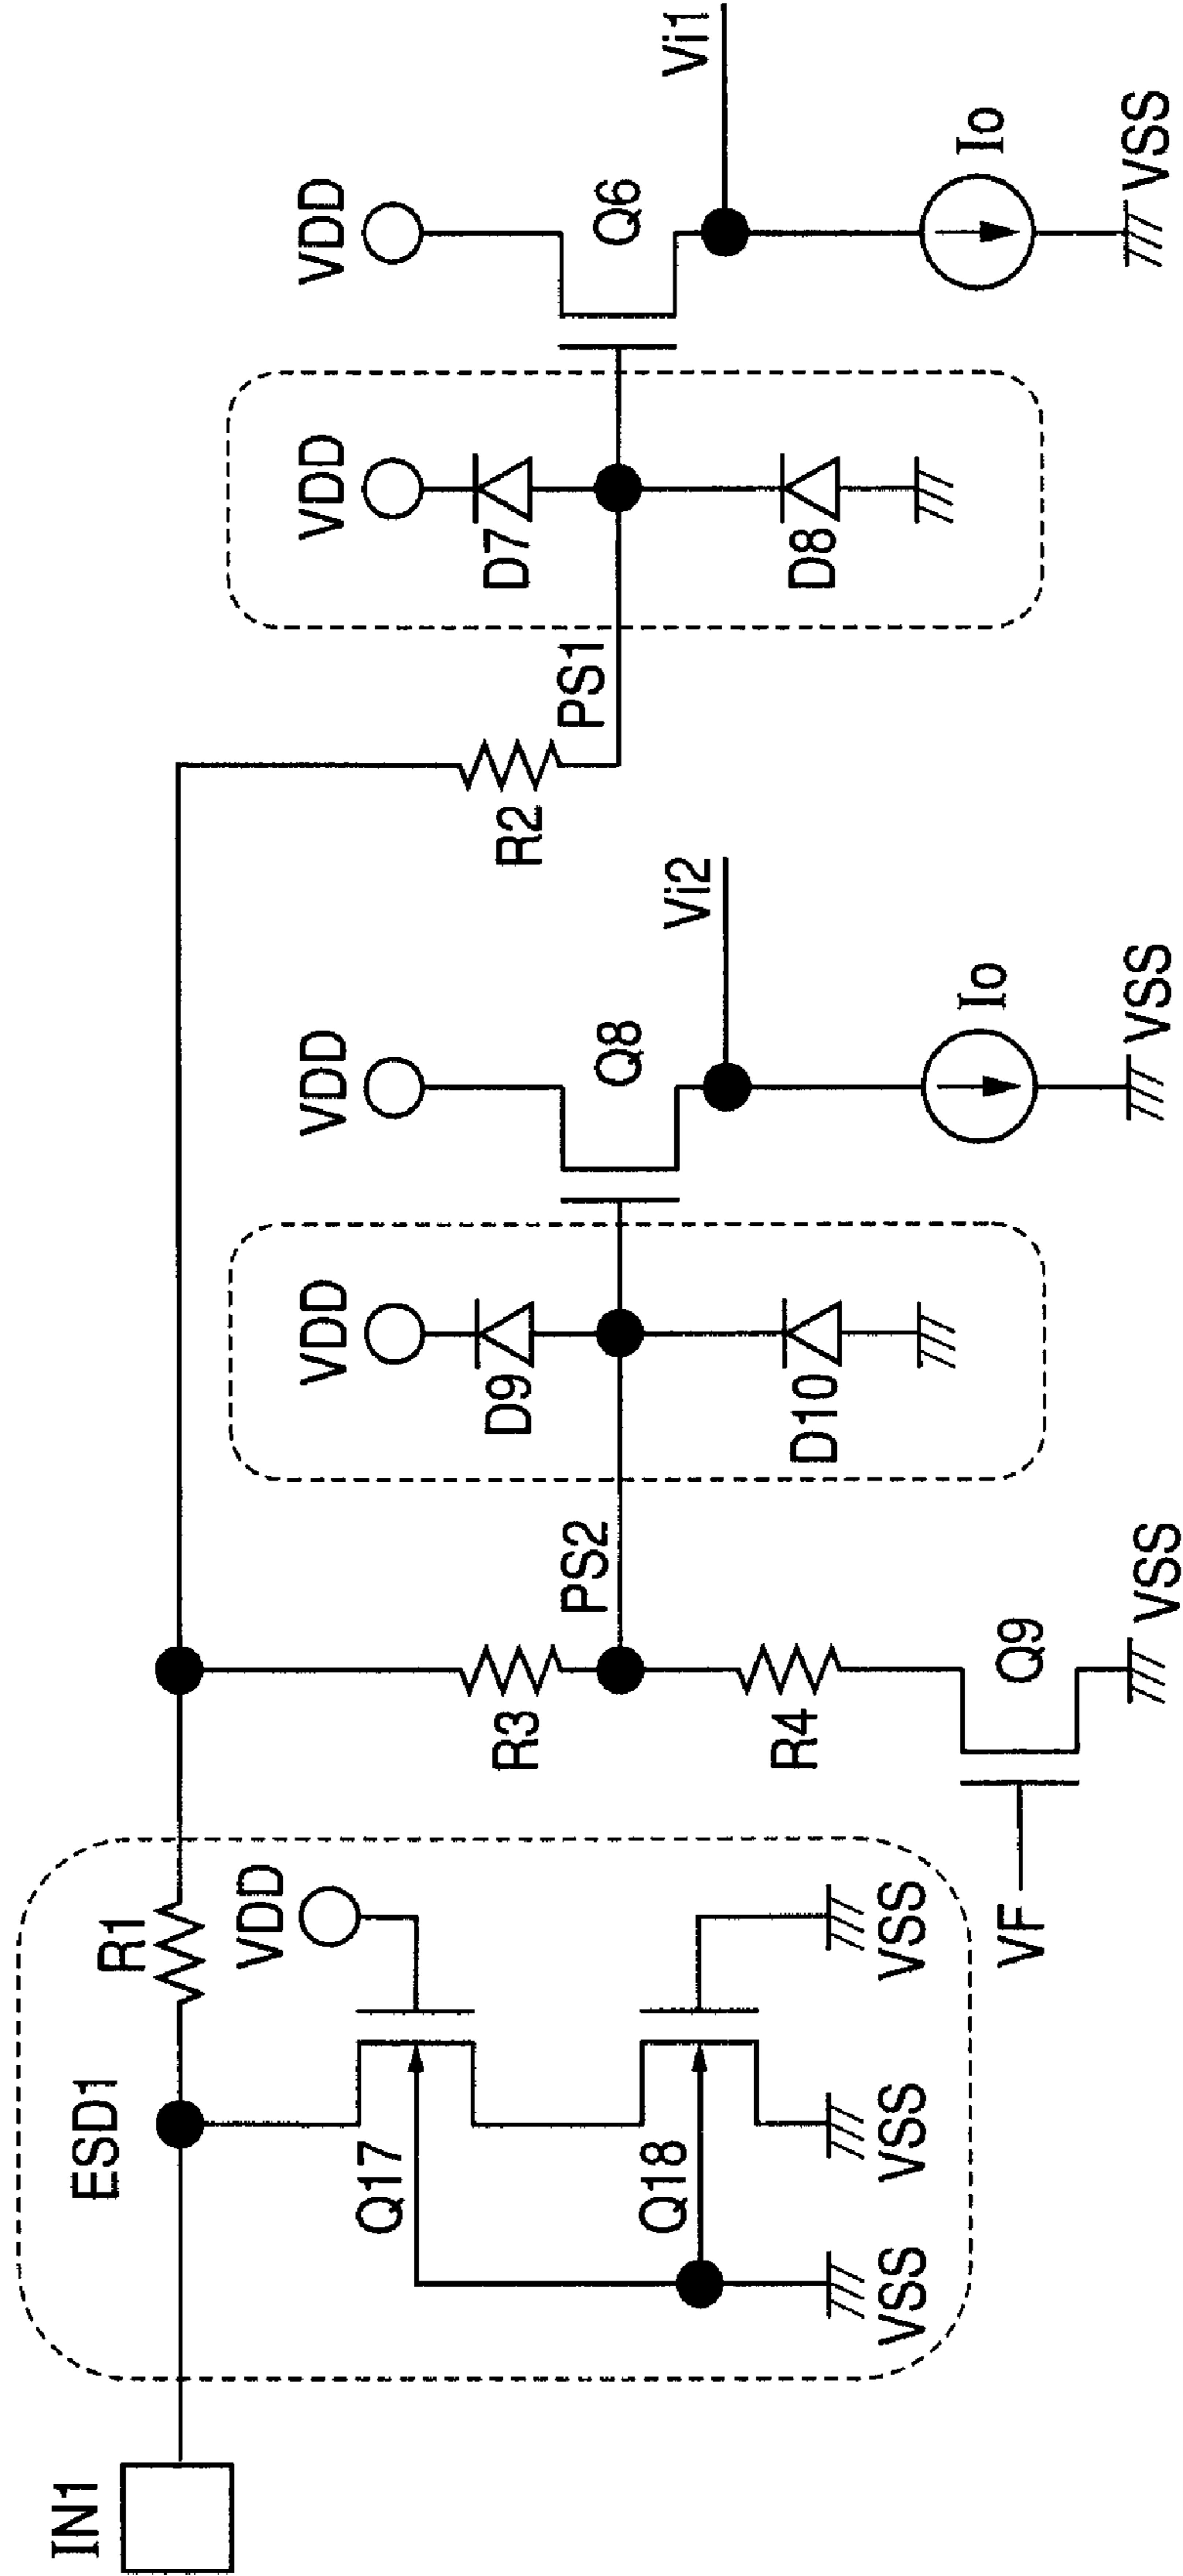 IN1
ESD1
R1
VDD
Q17
Q18
VSS
VSS
VSS
R3
PS2
R4
VF
Q9
VSS
VDD
D9
D10
VDD
Q8
Vi2
Io
VSS
R2
PS1
VDD
D7
D8
VDD
Q6
Vi1
Io
VSS